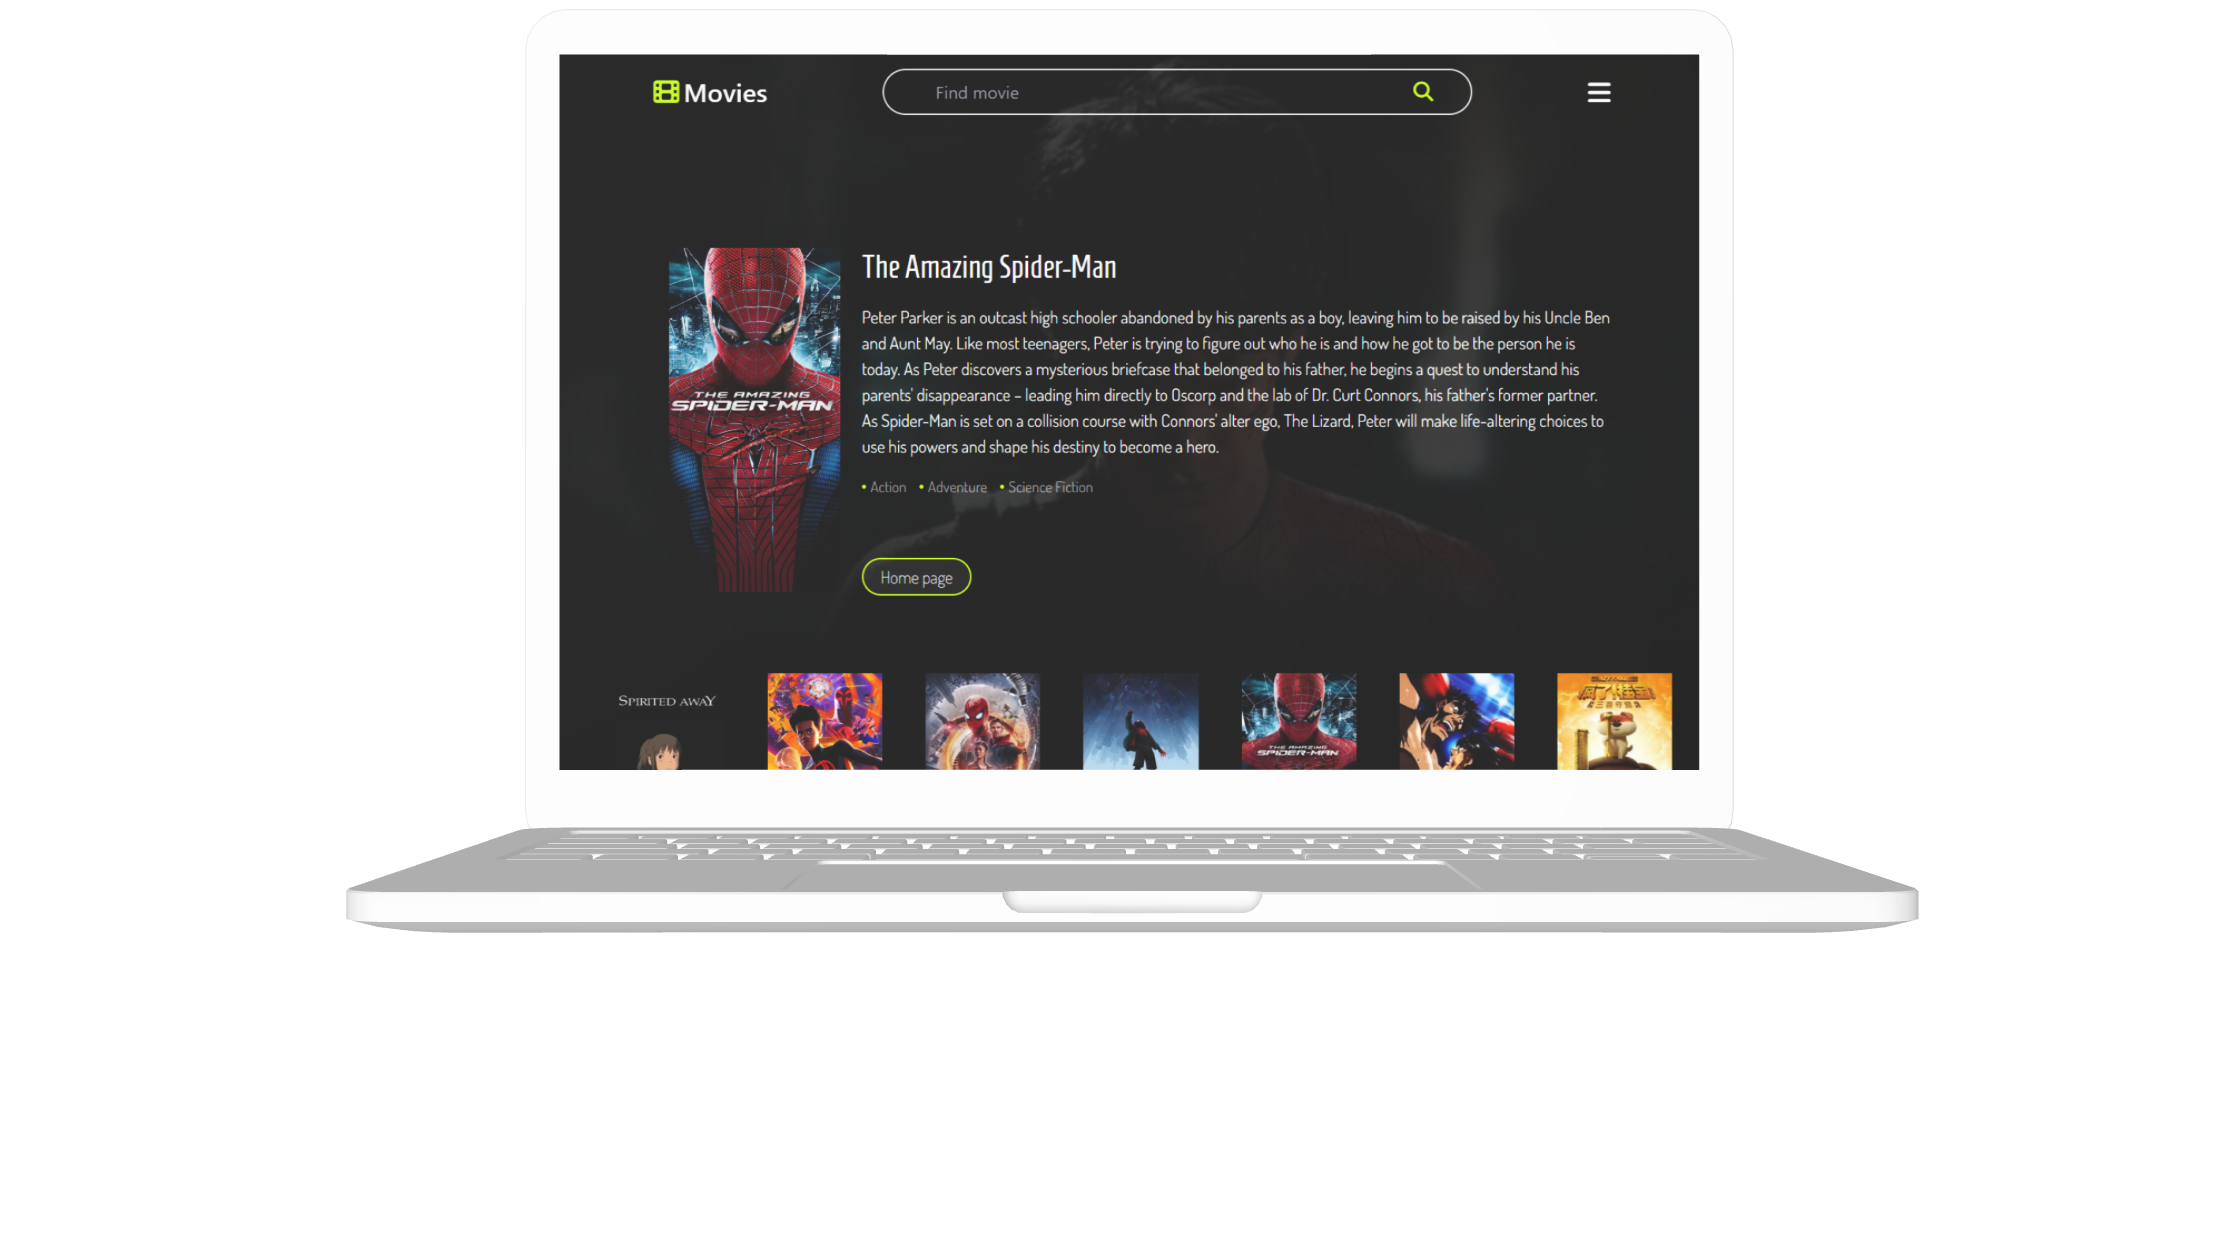 Movies
Find movie
The Amazing Spider-Man
Peter Parker is an outcast high schooler abandoned by his parents as a boy, leaving him to be raised by his Uncle Ben
and Aunt May. Like most teenagers, Peter is trying to figure out who he is and how he got to be the person he is
today. As Peter discovers a mysterious briefcase that belonged to his father, he begins a quest to understand his
parents' disappearance – leading him directly to Oscorp and the lab of Dr. Curt Connors, his father's former partner.
As Spider-Man is set on a collision course with Connors' alter ego, The Lizard, Peter will make life-altering choices to
use his powers and shape his destiny to become a hero.
• Action • Adventure • Science Fiction
Home page
THE AMAZING
SPIDER-MAN
SPIRITED AWAY
THE AMAZING
SPIDER-MAN